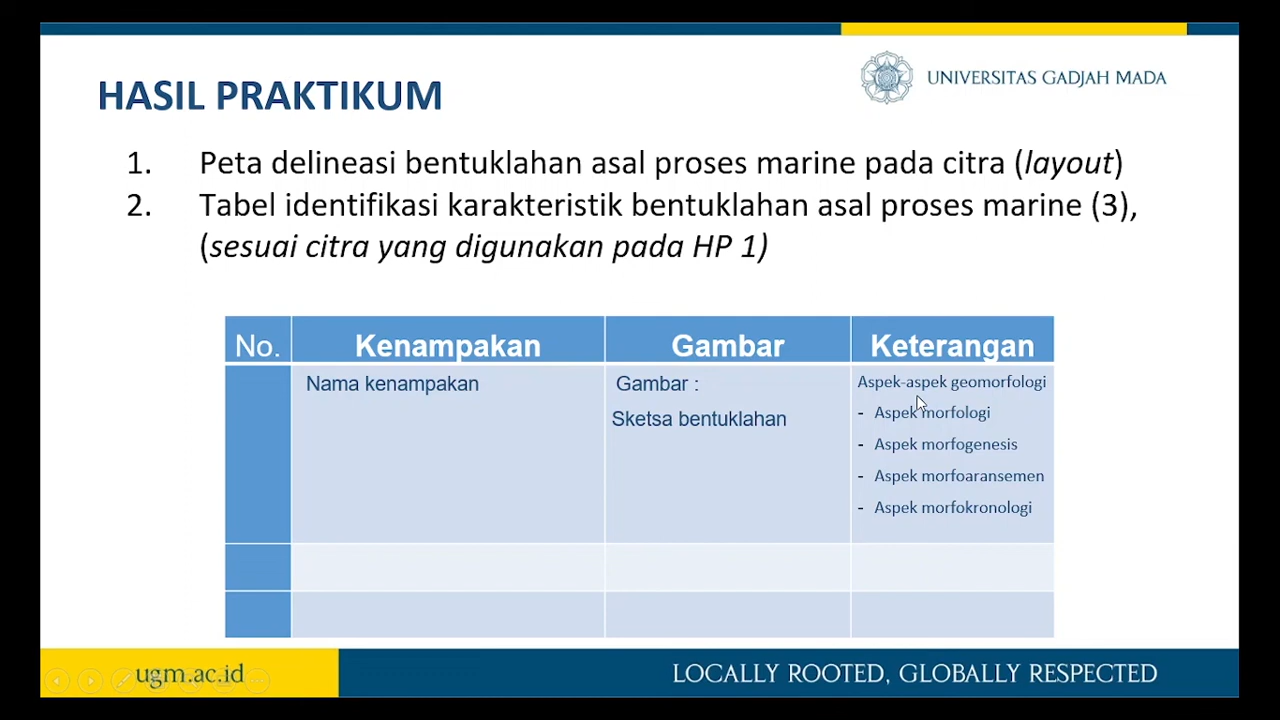 HASIL PRAKTIKUM
UNIVERSITAS GADJAH MADA
1. Peta delineasi bentuklahan asal proses marine pada citra (layout)
2. Tabel identifikasi karakteristik bentuklahan asal proses marine (3),
(sesuai citra yang digunakan pada HP 1)
No. Kenampakan Gambar Keterangan
Nama kenampakan
Gambar :
Sketsa bentuklahan
Aspek-aspek geomorfologi
- Aspek morfologi
- Aspek morfogenesis
- Aspek morfoaransemen
- Aspek morfokronologi
ugm.ac.id
LOCALLY ROOTED, GLOBALLY RESPECTED